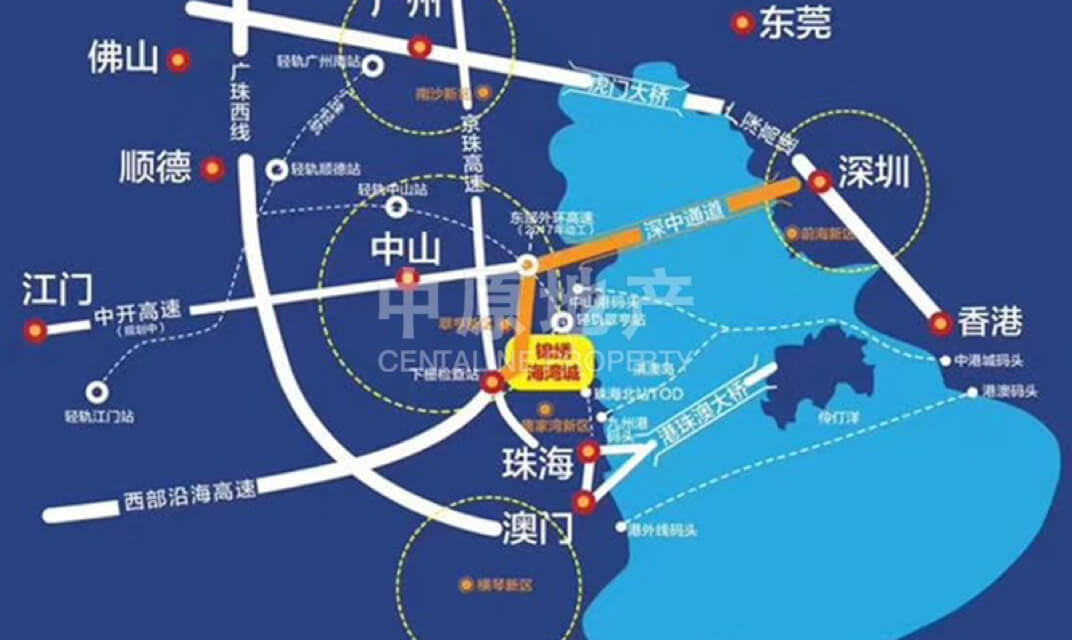 广州
东莞
佛山
轻轨广州南站
南沙新区
虎门大桥
广珠西线
京珠高速
顺德
轻轨顺德站
轻轨中山站
深圳
深中通道
前海新区
东部外环高速
(2017年动工)
中山
江门
中开高速
(规划中)
中山港码头
轻轨翠亨站
翠亨新区
中原地产
CENTALINE PROPERTY
香港
中港城码头
港澳码头
锦绣
海湾城
下栅检查站
珠海北站TOD
轻轨江门站
唐家湾新区
九州港
码头
港珠澳大桥
伶仃洋
珠海
西部沿海高速
澳门
港外线码头
横琴新区